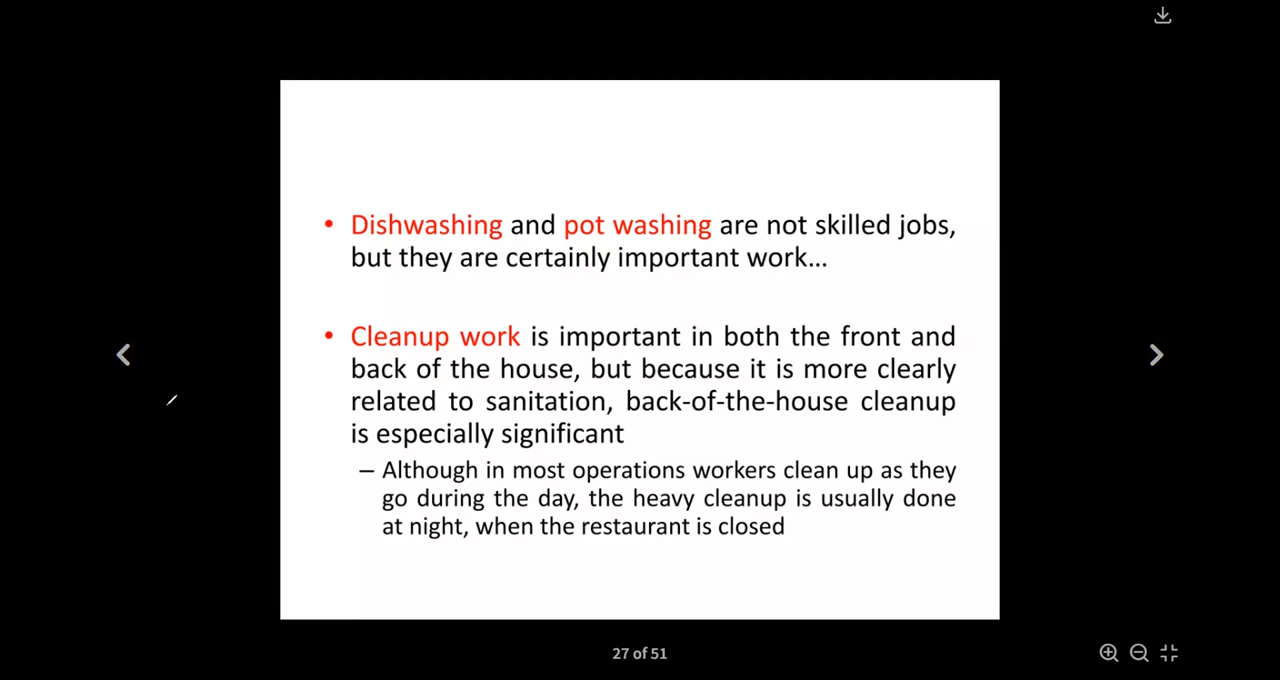 • Dishwashing and pot washing are not skilled jobs,
but they are certainly important work...
• Cleanup work is important in both the front and
back of the house, but because it is more clearly
related to sanitation, back-of-the-house cleanup
is especially significant
– Although in most operations workers clean up as they
go during the day, the heavy cleanup is usually done
at night, when the restaurant is closed
27 of 51